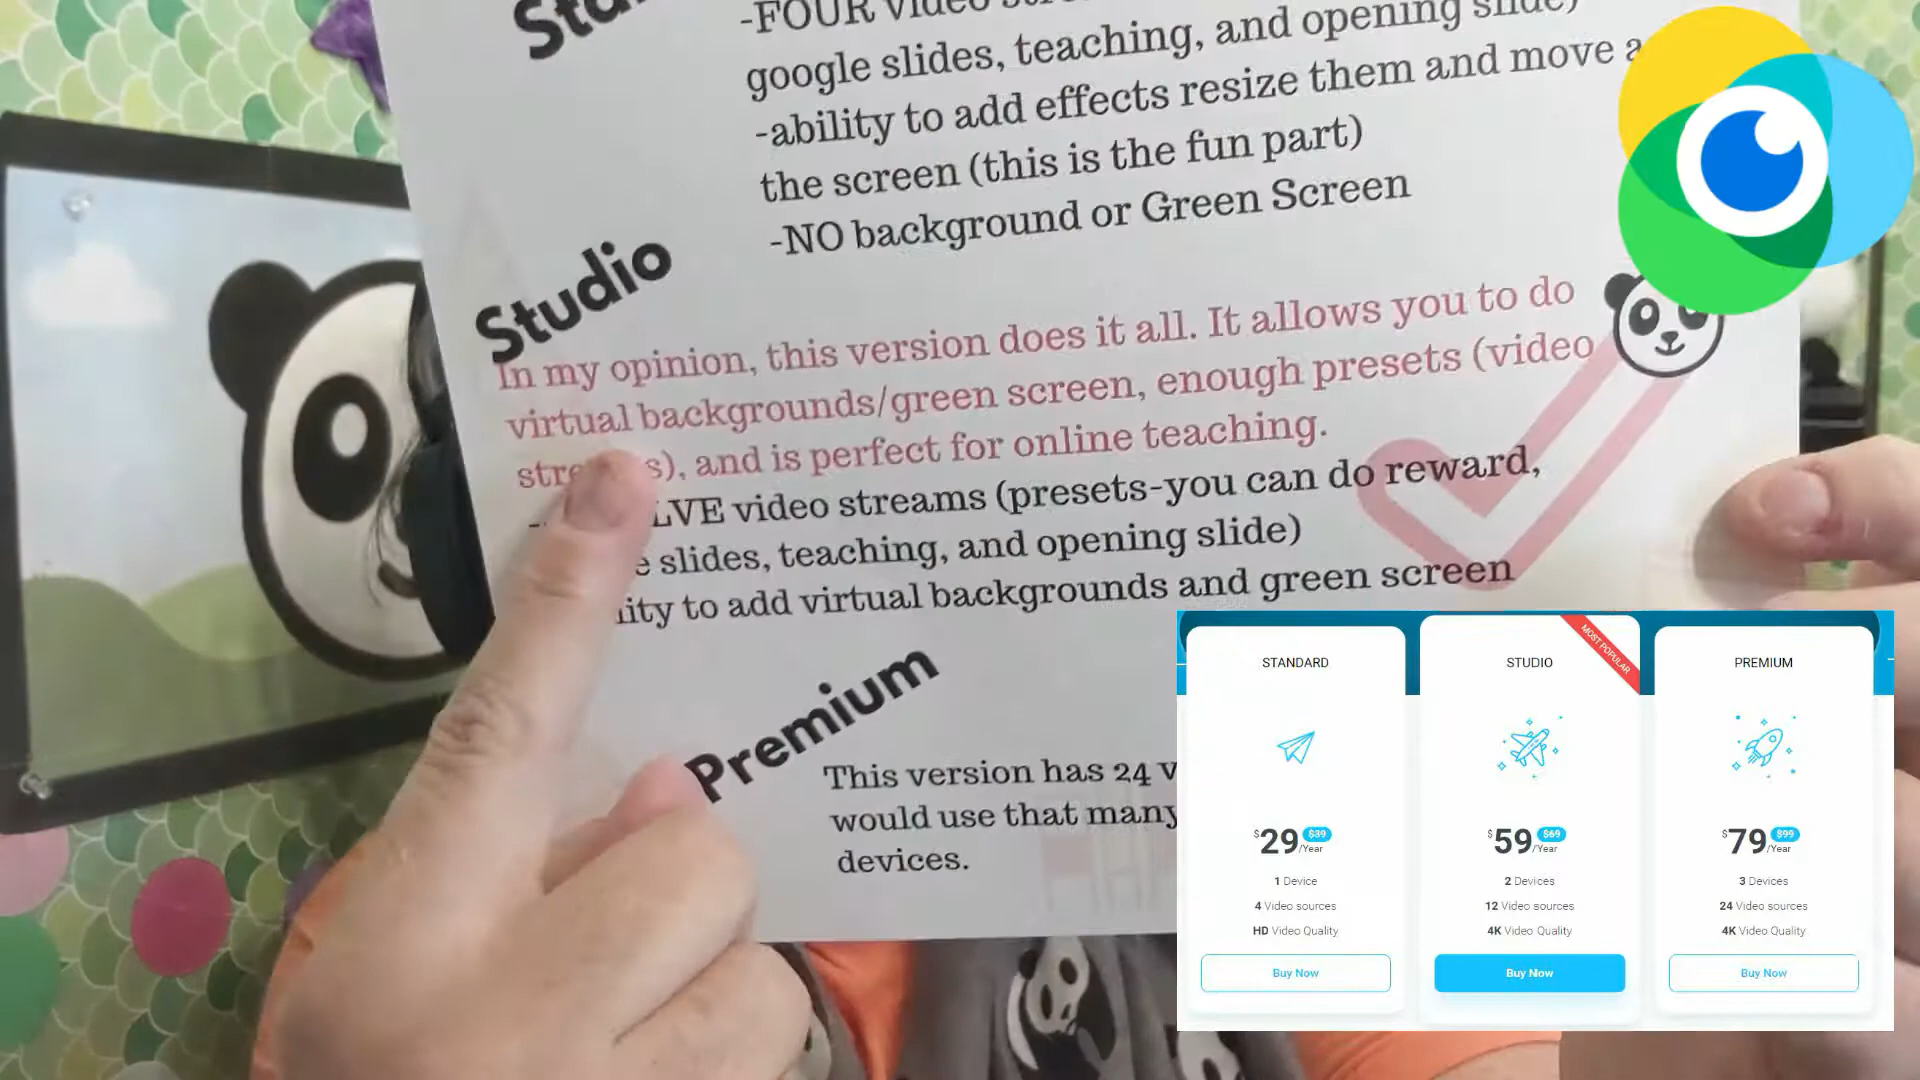 -FOUR video
google slides, teaching, and opening slide)
-ability to add effects resize them and move a
the screen (this is the fun part)
-NO background or Green Screen
Studio
In my opinion, this version does it all. It allows you to do
virtual backgrounds/green screen, enough presets (video
s), and is perfect for online teaching.
LVE video streams (presets-you can do reward,
e slides, teaching, and opening slide)
ity to add virtual backgrounds and green screen
Premium
This version has 24 v
would use that many
devices.
STANDARD
$29 $39 /Year
1 Device
4 Video sources
HD Video Quality
Buy Now
MOST POPULAR
STUDIO
$59 $69 /Year
2 Devices
12 Video sources
4K Video Quality
Buy Now
PREMIUM
$79 $99 /Year
3 Devices
24 Video sources
4K Video Quality
Buy Now